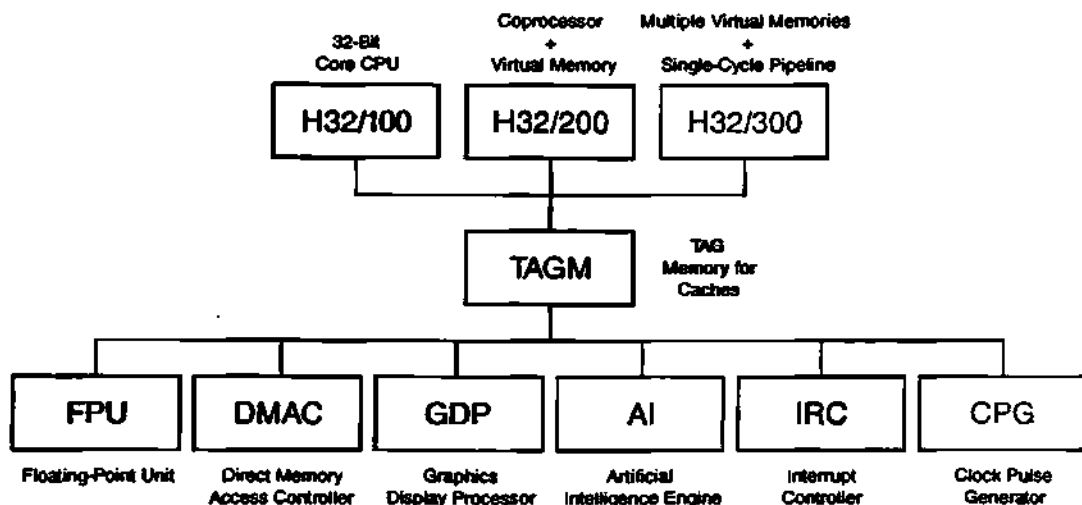 32-Bit
Core CPU
Coprocessor
+
Virtual Memory
Multiple Virtual Memories
+
Single-Cycle Pipeline
H32/100
H32/200
H32/300
TAGM
TAG
Memory for
Caches
FPU
DMAC
GDP
AI
IRC
CPG
Floating-Point Unit
Direct Memory
Access Controller
Graphics
Display Processor
Artificial
Intelligence Engine
Interrupt
Controller
Clock Pulse
Generator